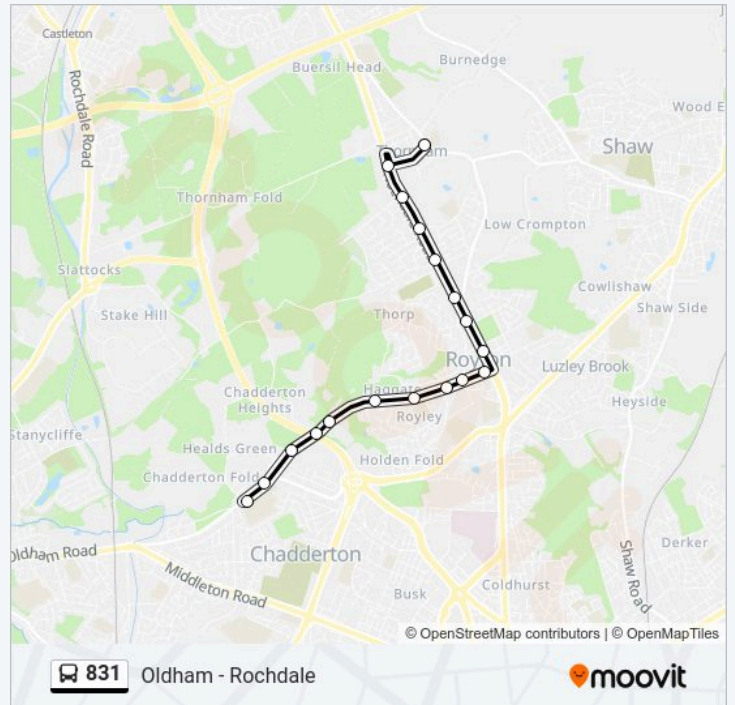 Castleton
Buersil Head
Burnedge
Rochdale Road
Wood E
Thornham
Shaw
Thornham Fold
Low Crompton
Slattocks
Cowlishaw
Stake Hill
Thorp
Shaw Side
Royton
Luzley Brook
Chadderton
Heights
Haggate
Heyside
Royley
Stanycliffe
Healds Green
Holden Fold
Chadderton Fold
Oldham Road
Chadderton
Derker
Middleton Road
Busk
Coldhurst
Shaw Road
© OpenStreetMap contributors | © OpenMapTiles
831 Oldham - Rochdale
moovit